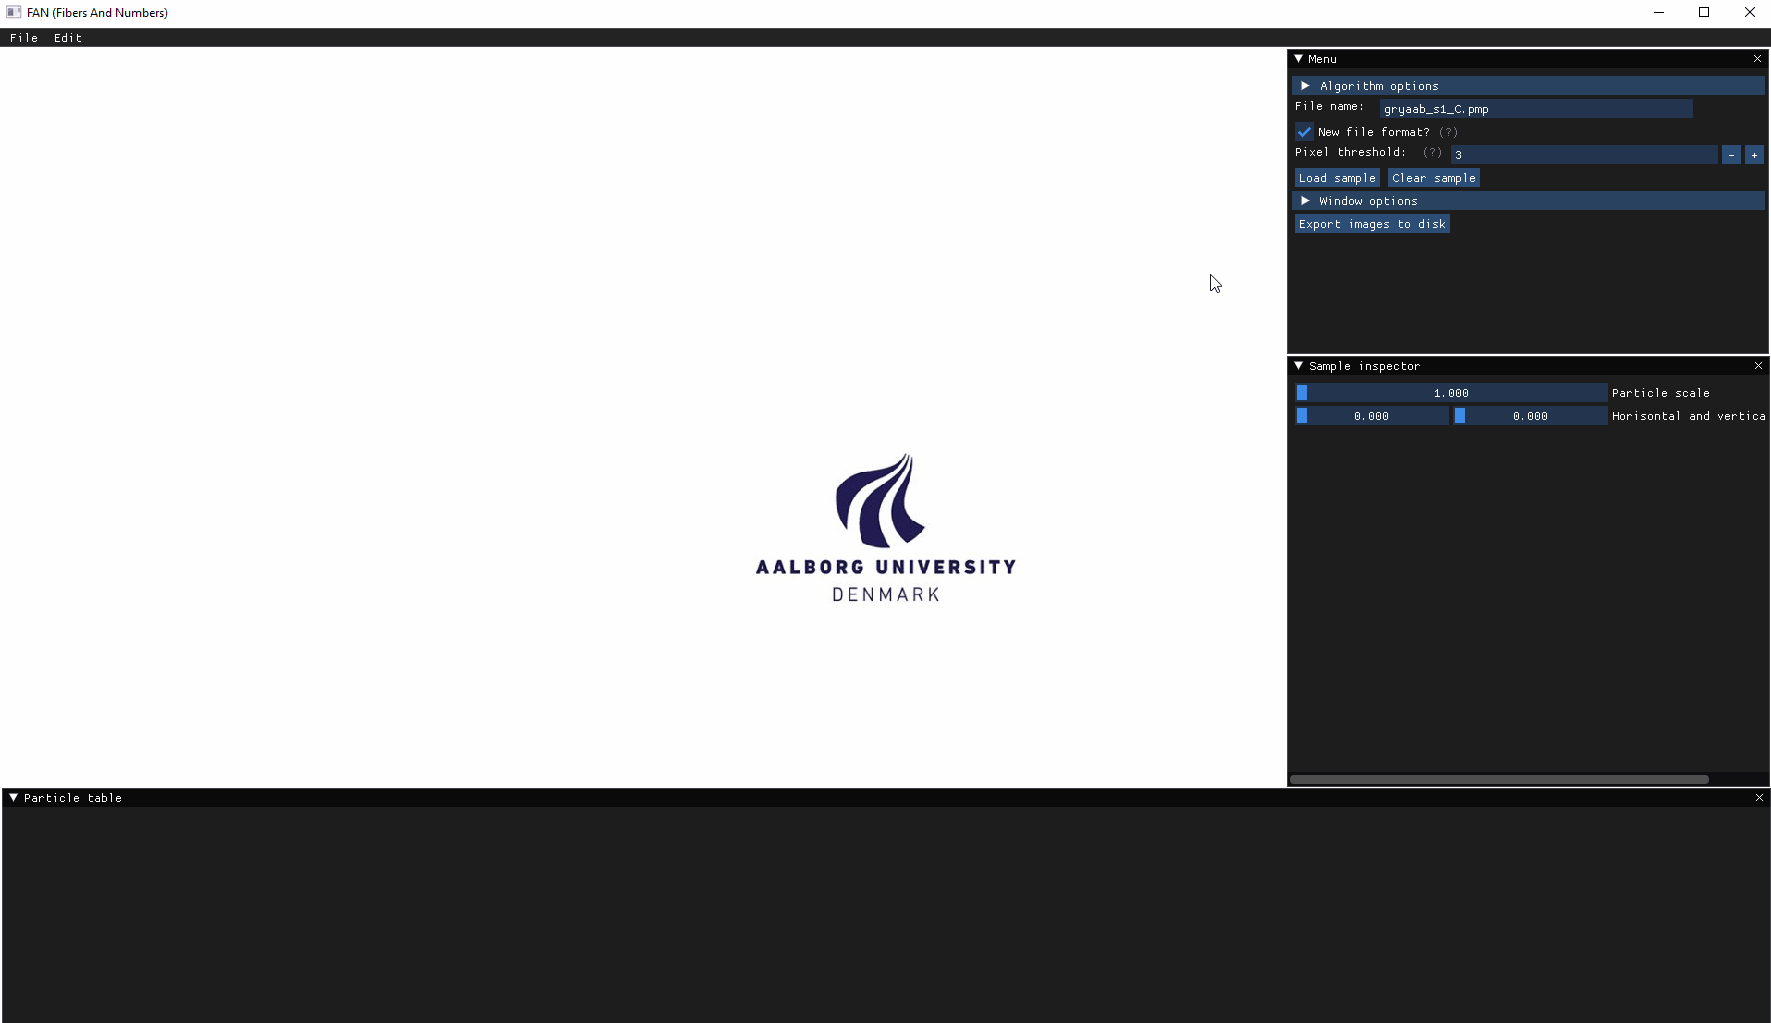 FAN (Fibers And Numbers)
File Edit
Menu
Algorithm options
File name: gryaab_s1_C.pmp
New file format? (?)
Pixel threshold: (?) 3 - +
Load sample Clear sample
Window options
Export images to disk
Sample inspector
1.000 Particle scale
0.000 0.000 Horisontal and vertica
AALBORG UNIVERSITY
DENMARK
Particle table